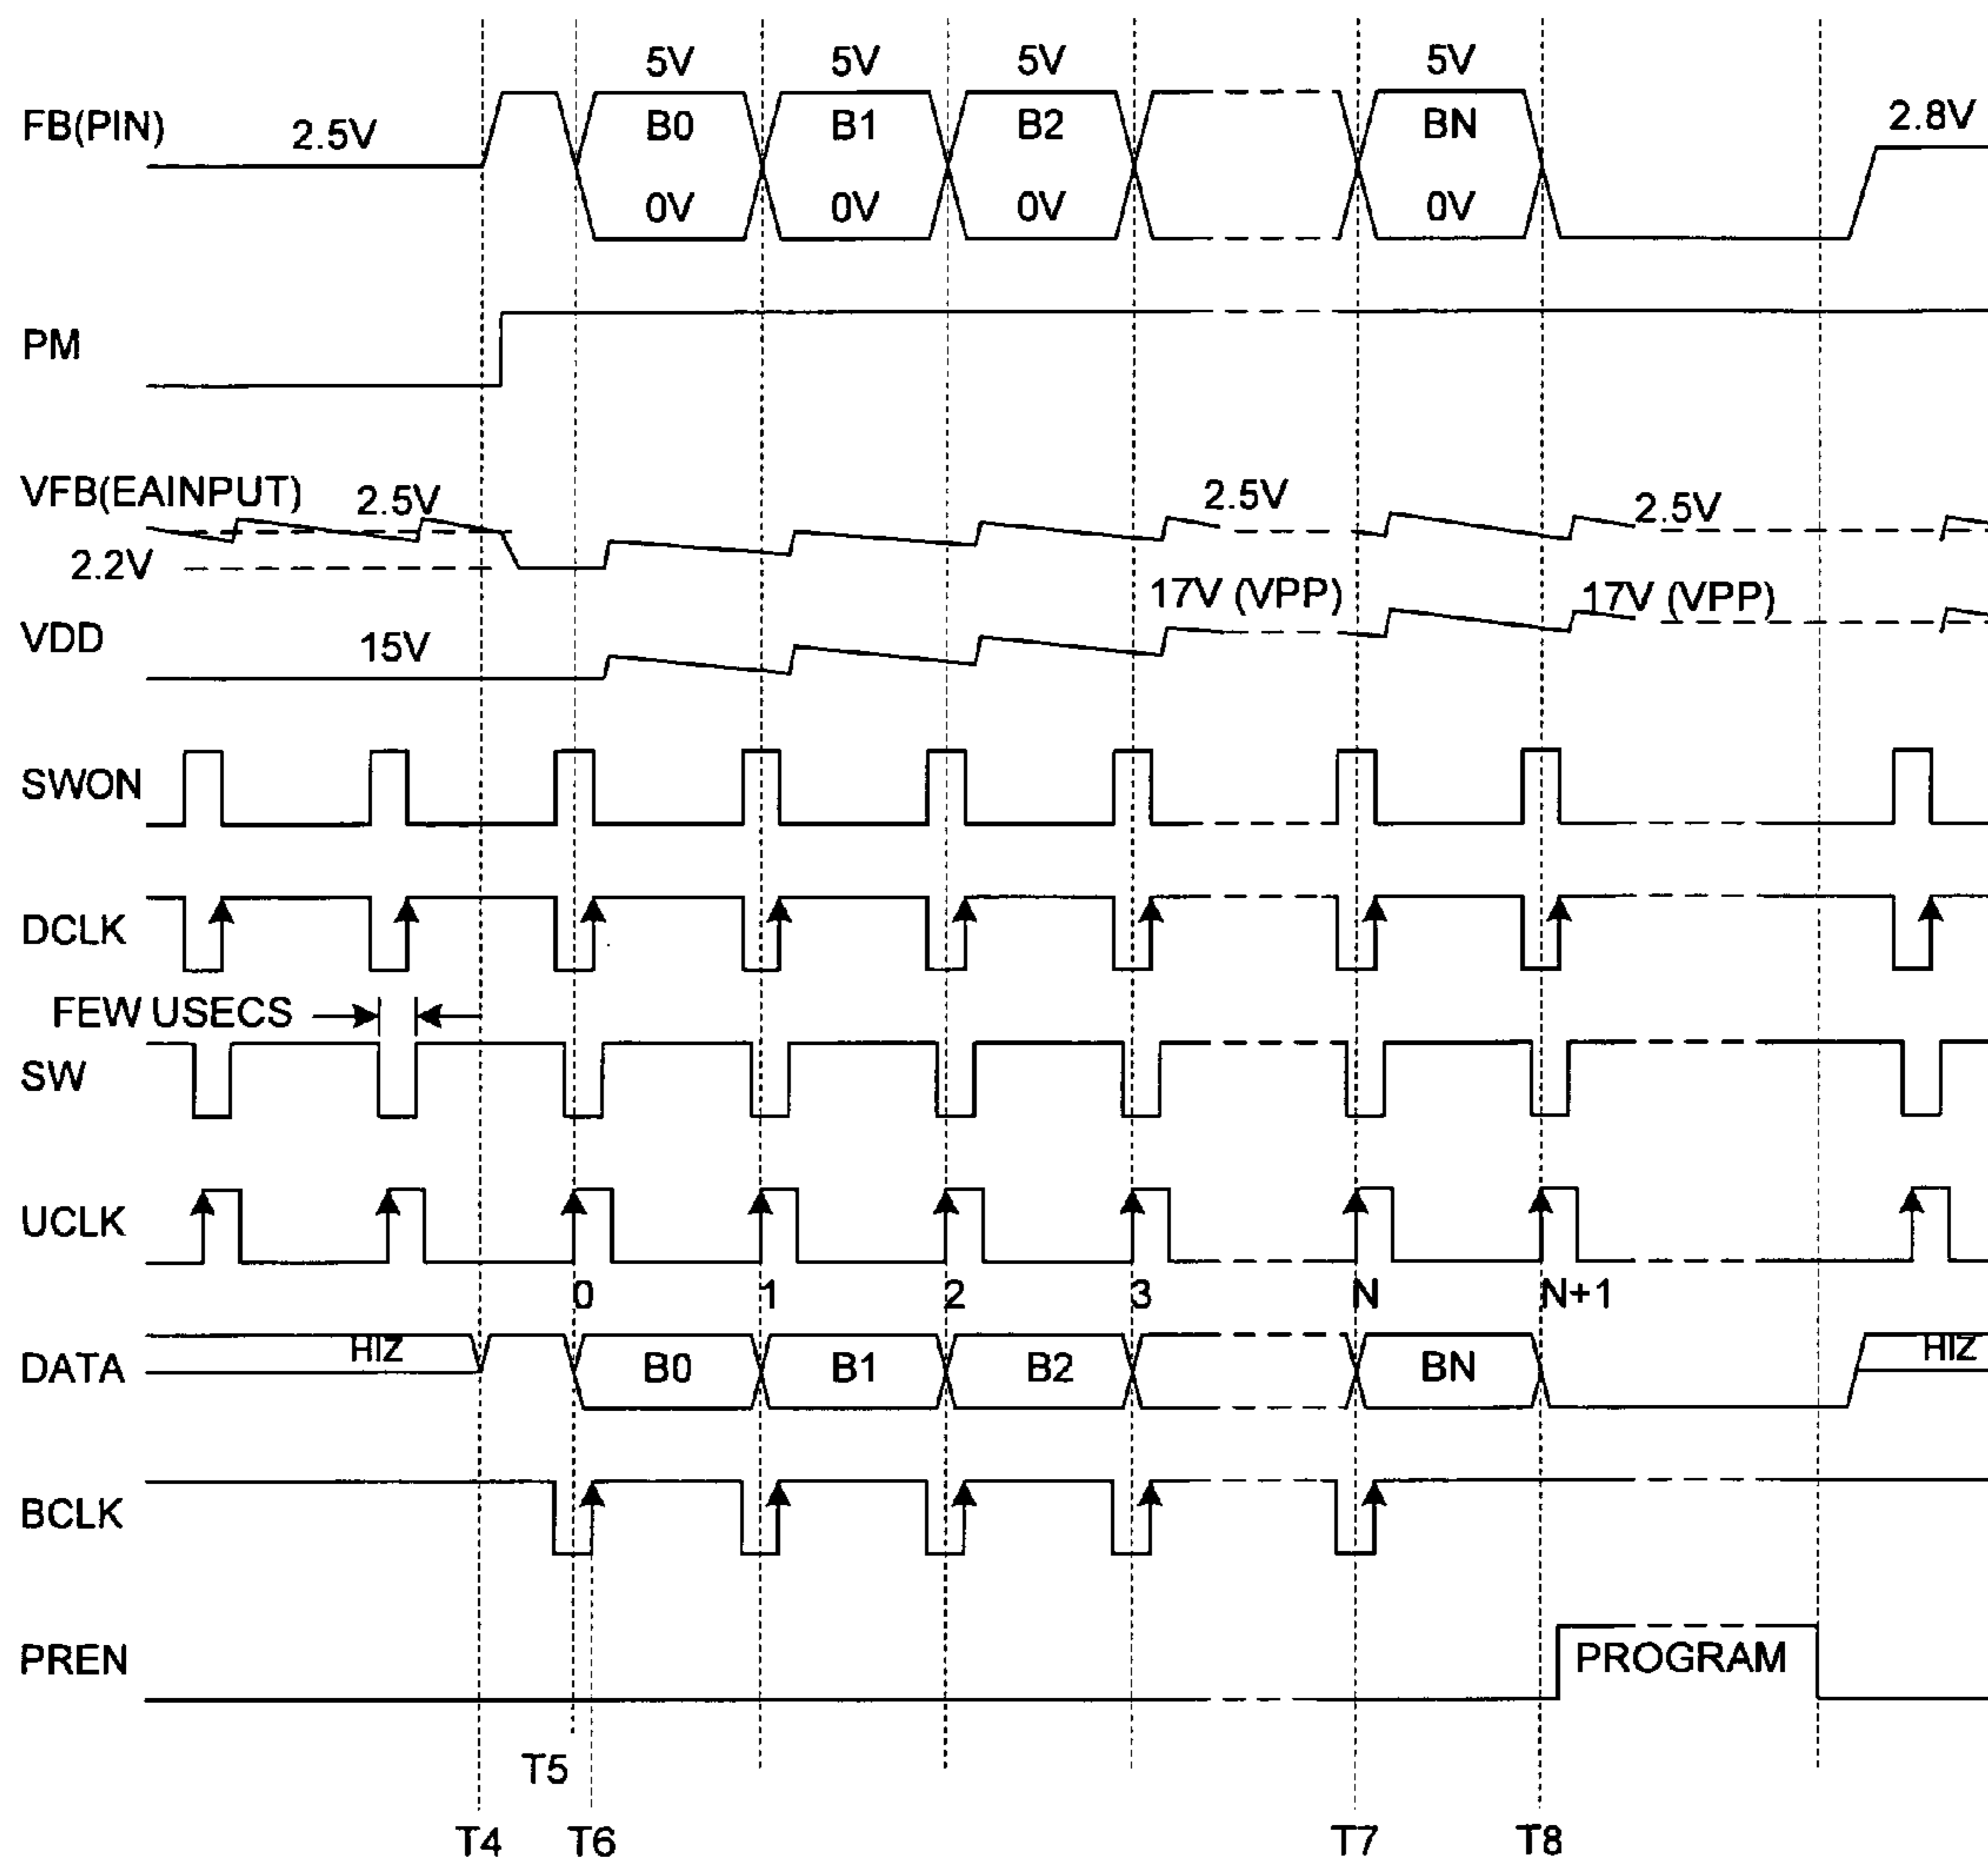 5V 5V 5V 5V
FB(PIN) 2.5V B0 B1 B2 BN 2.8V
0V 0V 0V 0V
PM
VFB(EAINPUT) 2.5V 2.5V 2.5V
2.2V
17V (VPP) 17V (VPP)
VDD 15V
SWON
DCLK
FEW USECS
SW
UCLK
0 1 2 3 N N+1
DATA HIZ B0 B1 B2 BN HIZ
BCLK
PREN PROGRAM
T5
T4 T6 T7 T8